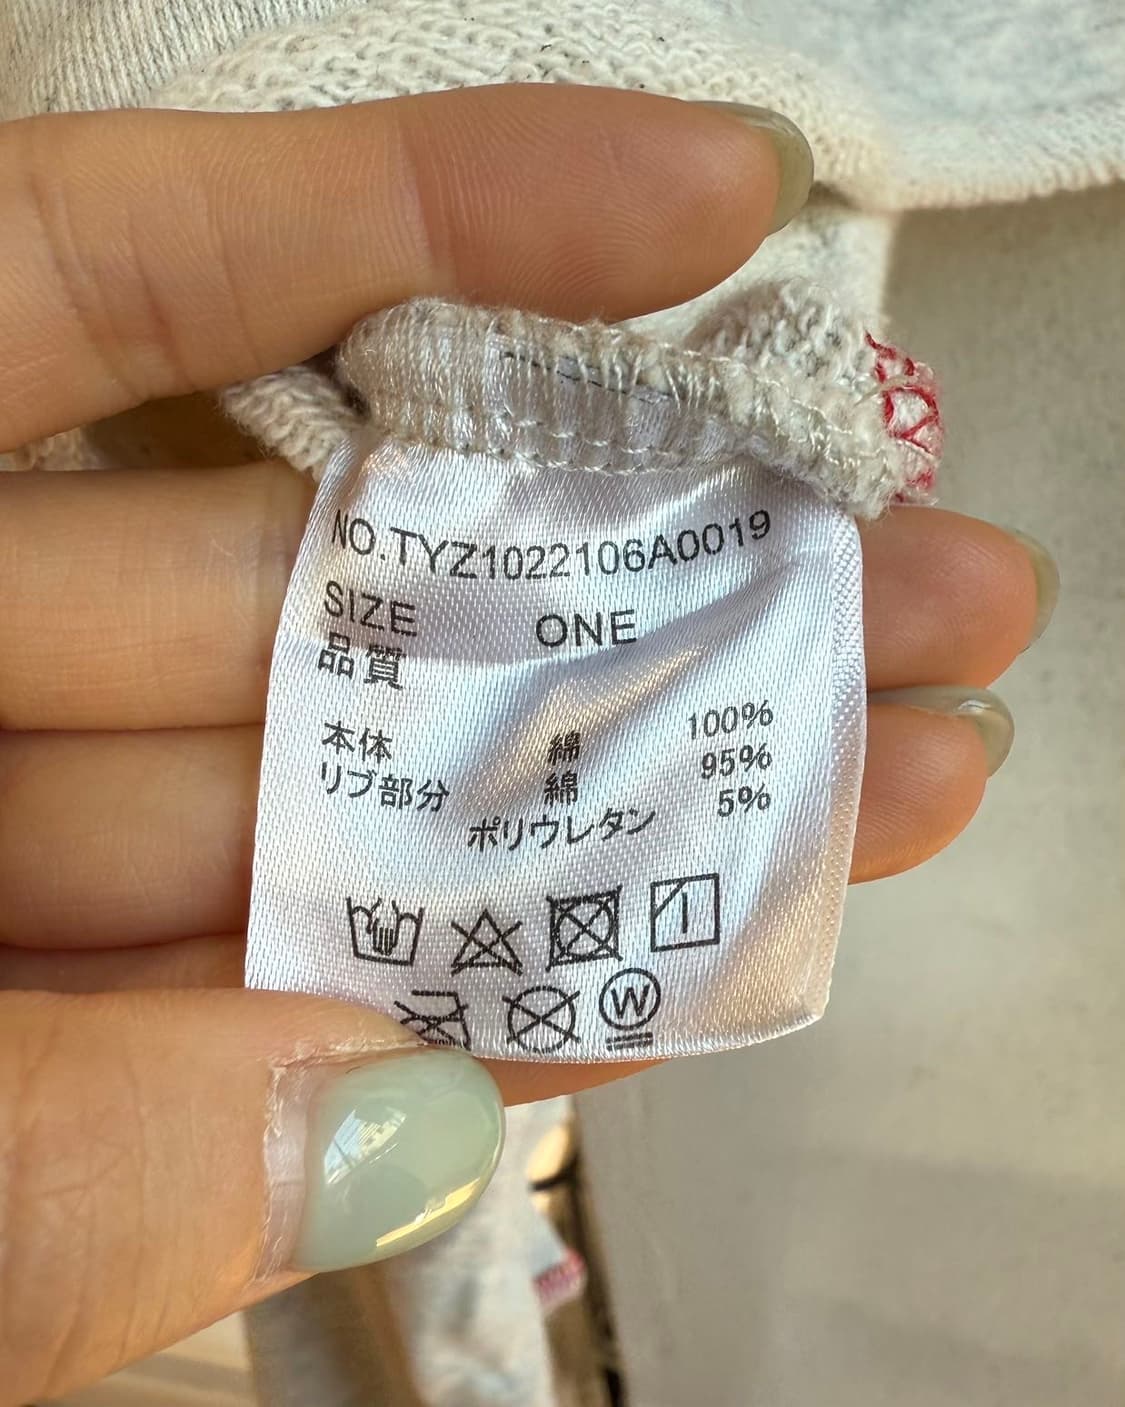 NO.TYZ1022106A0019
SIZE ONE
品質
本体 綿 100%
リブ部分 綿 95%
ポリウレタン 5%
W